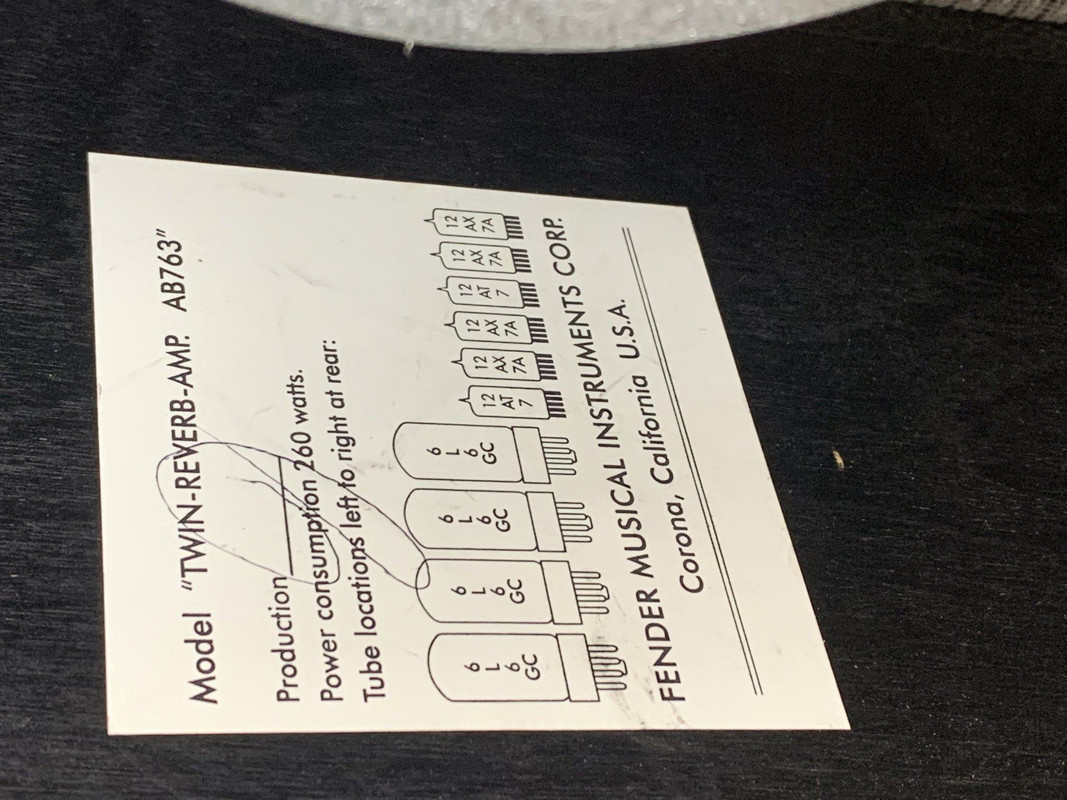 Model "TWIN-REVERB-AMP. AB763"
Production
Power consumption 260 watts.
Tube locations left to right at rear:
6 L 6 GC
6 L 6 GC
6 L 6 GC
6 L 6 GC
12 AT 7
12 AX 7A
12 AX 7A
12 AT 7
12 AX 7A
12 AX 7A
FENDER MUSICAL INSTRUMENTS CORP.
Corona, California U.S.A.